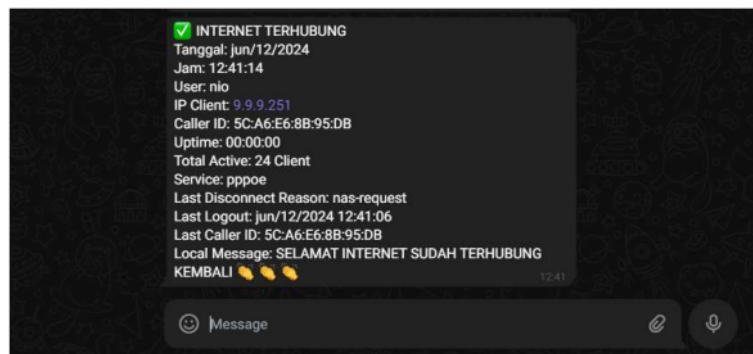 ✅ INTERNET TERHUBUNG
Tanggal: jun/12/2024
Jam: 12:41:14
User: nio
IP Client: 9.9.9.251
Caller ID: 5C:A6:E6:8B:95:DB
Uptime: 00:00:00
Total Active: 24 Client
Service: pppoe
Last Disconnect Reason: nas-request
Last Logout: jun/12/2024 12:41:06
Last Caller ID: 5C:A6:E6:8B:95:DB
Local Message: SELAMAT INTERNET SUDAH TERHUBUNG
KEMBALI 👏 👏 👏
12:41
Message